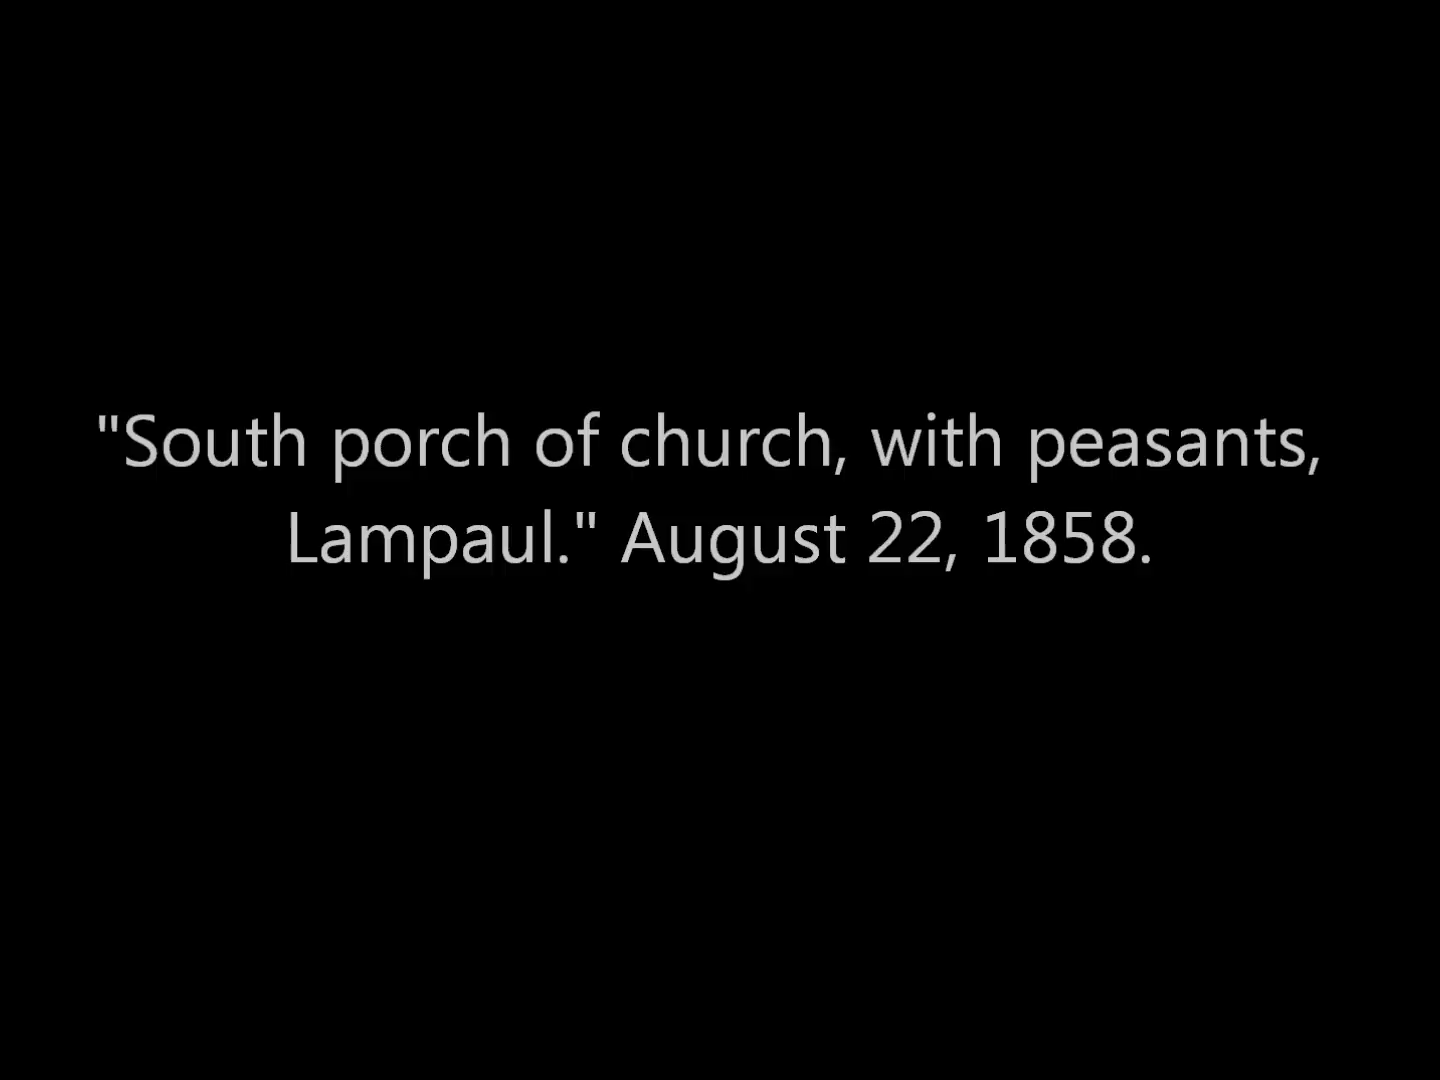 "South porch of church, with peasants,
Lampaul." August 22, 1858.